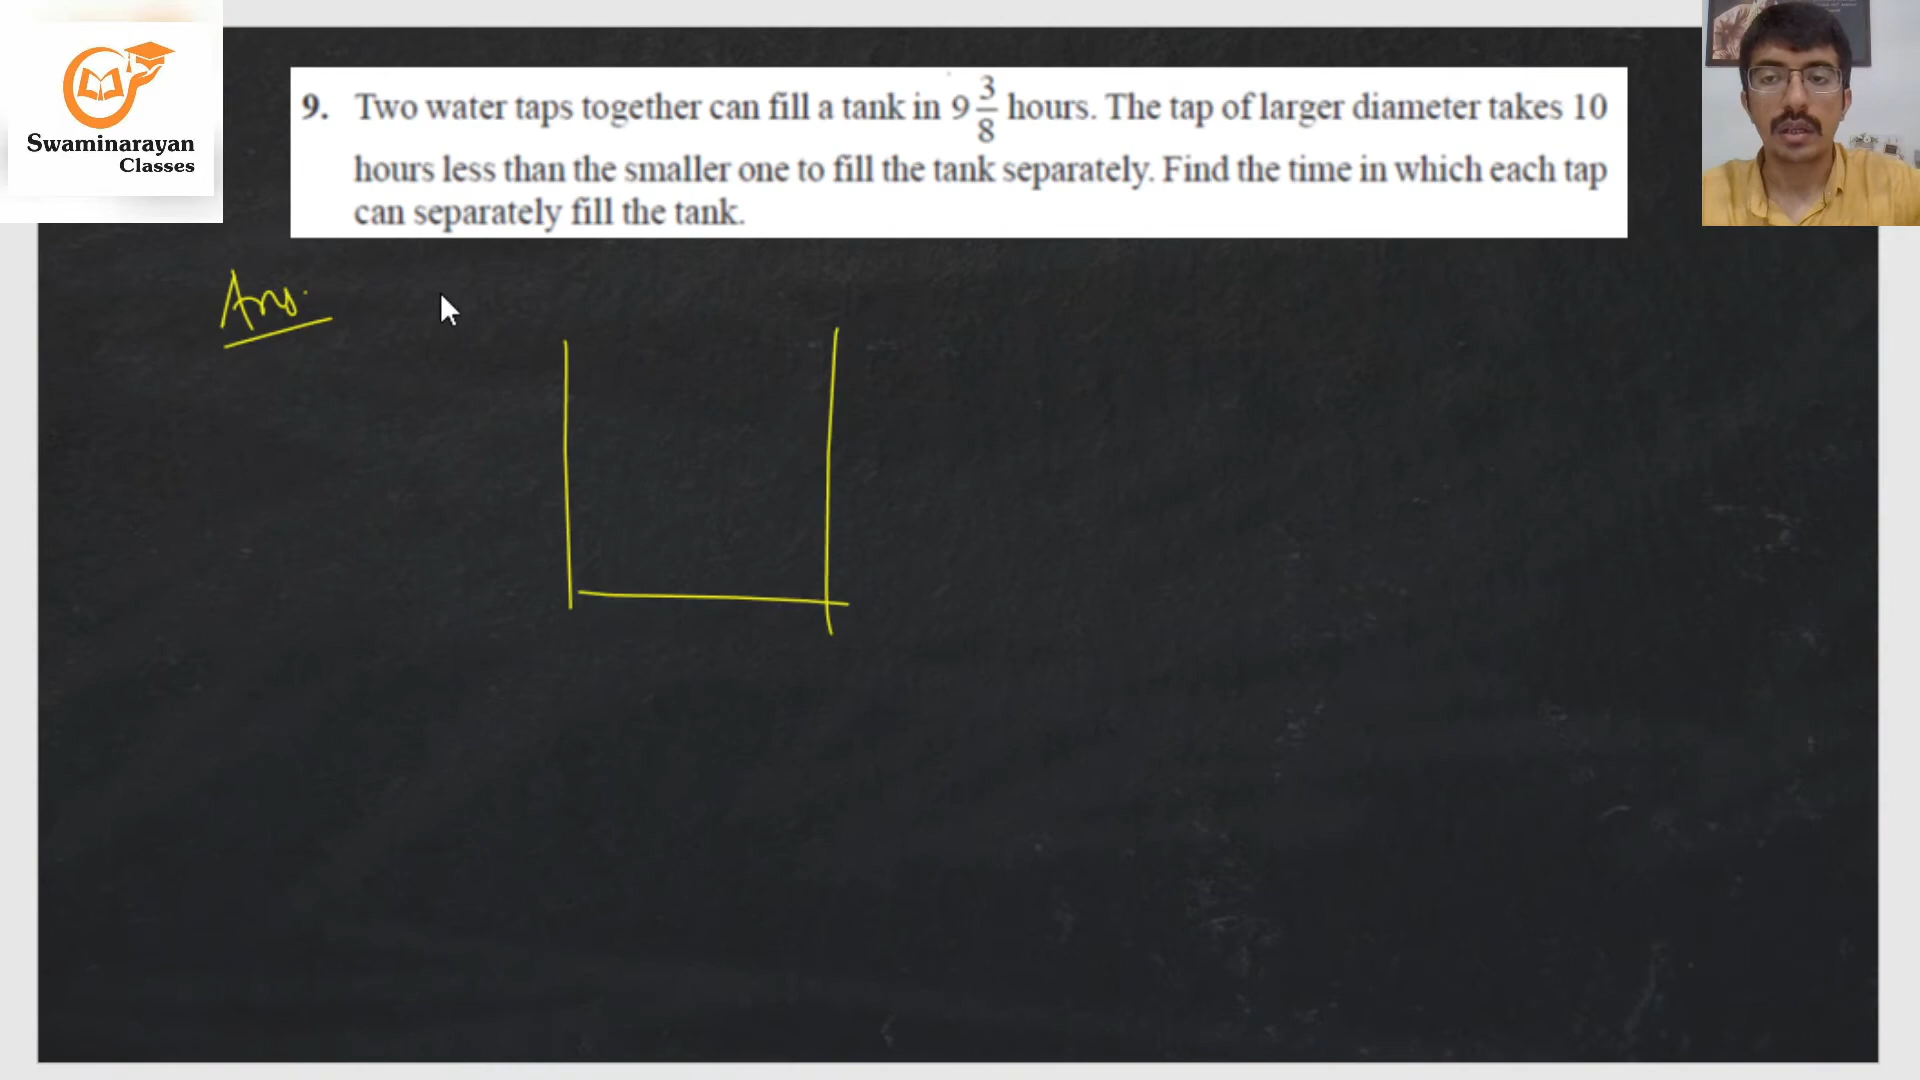 Swaminarayan
Classes
9. Two water taps together can fill a tank in 9 3/8 hours. The tap of larger diameter takes 10
hours less than the smaller one to fill the tank separately. Find the time in which each tap
can separately fill the tank.
Ans.